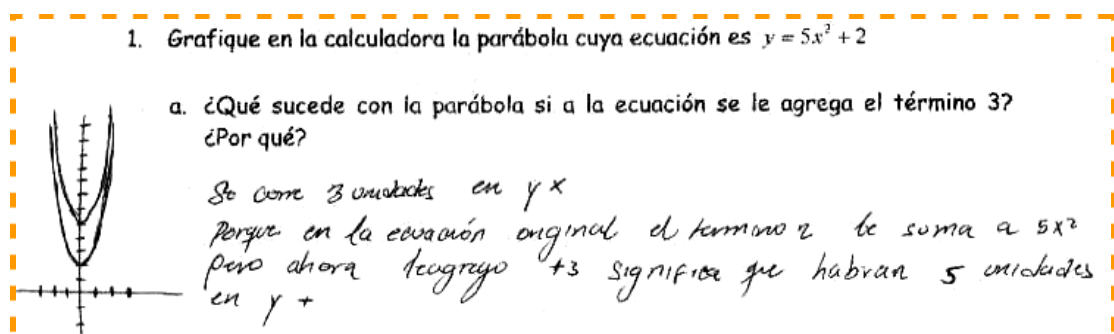 1. Grafique en la calculadora la parábola cuya ecuación es y = 5x² + 2
a. ¿Qué sucede con la parábola si a la ecuación se le agrega el término 3?
¿Por qué?
Se corre 3 unidades en y
Porque en la ecuación original el termino 2 le suma a 5x²
pero ahora +3 significa que habran 5 unidades
en y +